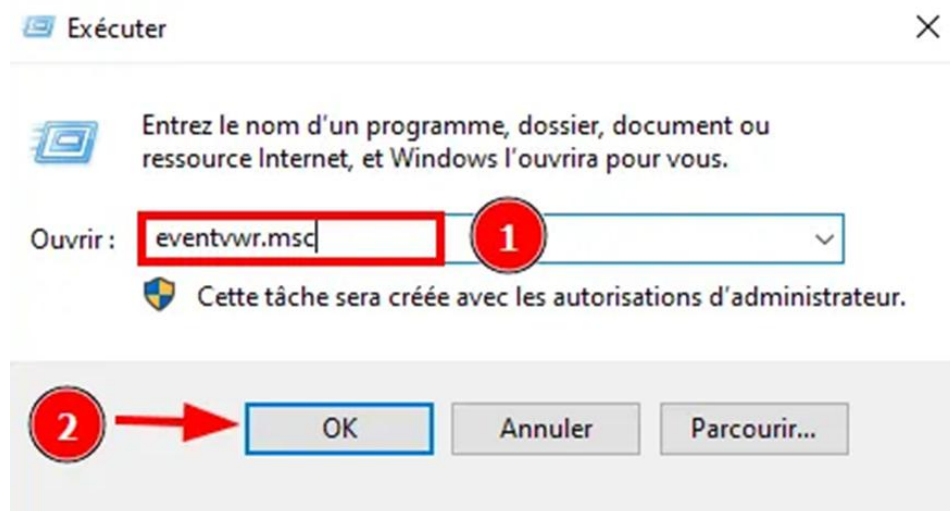 Exécuter
Entrez le nom d'un programme, dossier, document ou
ressource Internet, et Windows l'ouvrira pour vous.
Ouvrir : eventvwr.msc 1
Cette tâche sera créée avec les autorisations d'administrateur.
2 OK Annuler Parcourir...